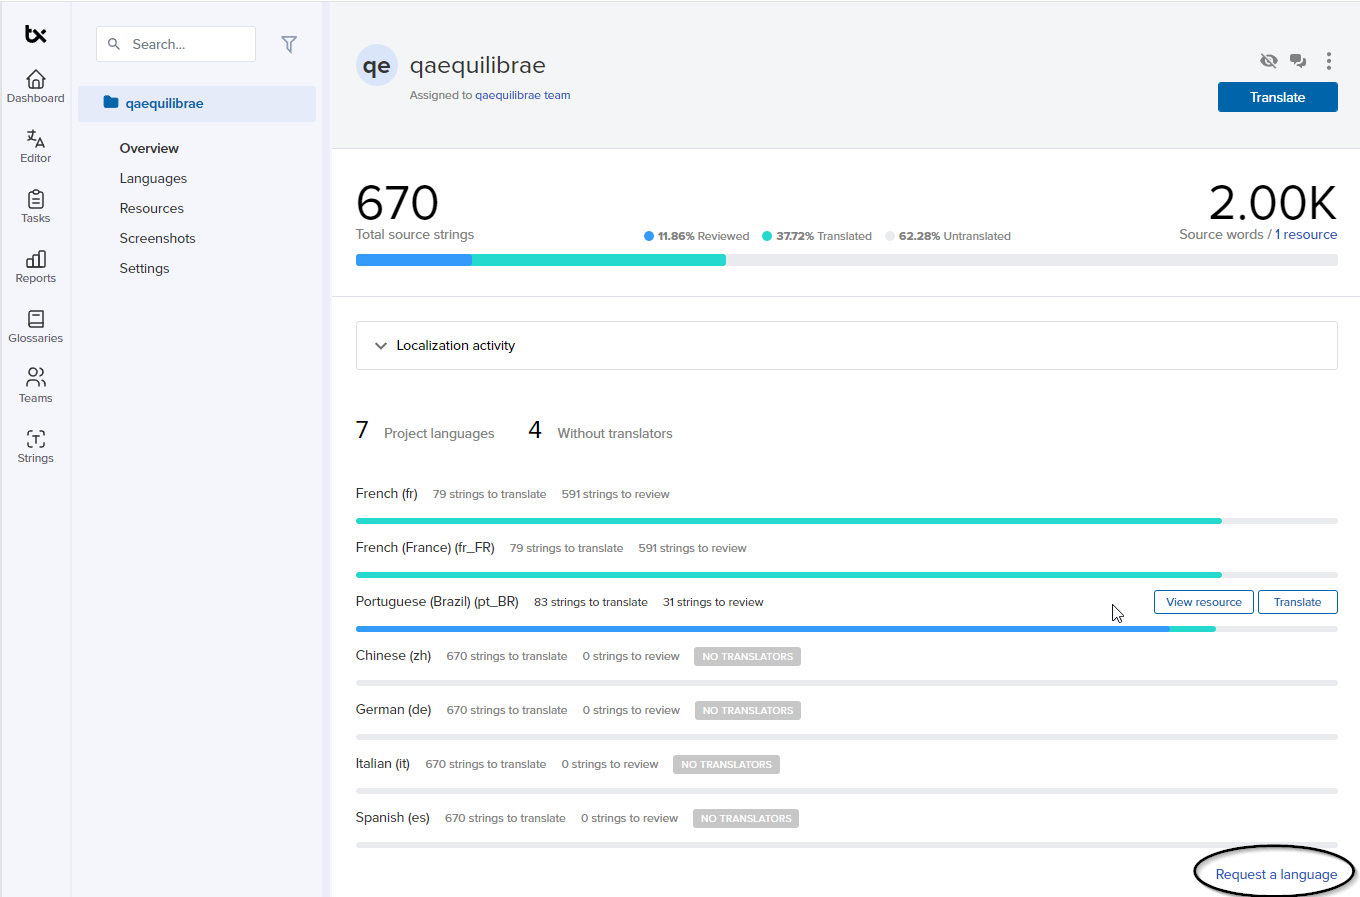 tx
Dashboard
Editor
Tasks
Reports
Glossaries
Teams
Strings
Search...
qaequilibrae
Overview
Languages
Resources
Screenshots
Settings
qe qaequilibrae
Assigned to qaequilibrae team
Translate
670
Total source strings
11.86% Reviewed 37.72% Translated 62.28% Untranslated
2.00K
Source words / 1 resource
Localization activity
7 Project languages 4 Without translators
French (fr) 79 strings to translate 591 strings to review
French (France) (fr_FR) 79 strings to translate 591 strings to review
Portuguese (Brazil) (pt_BR) 83 strings to translate 31 strings to review View resource Translate
Chinese (zh) 670 strings to translate 0 strings to review NO TRANSLATORS
German (de) 670 strings to translate 0 strings to review NO TRANSLATORS
Italian (it) 670 strings to translate 0 strings to review NO TRANSLATORS
Spanish (es) 670 strings to translate 0 strings to review NO TRANSLATORS
Request a language